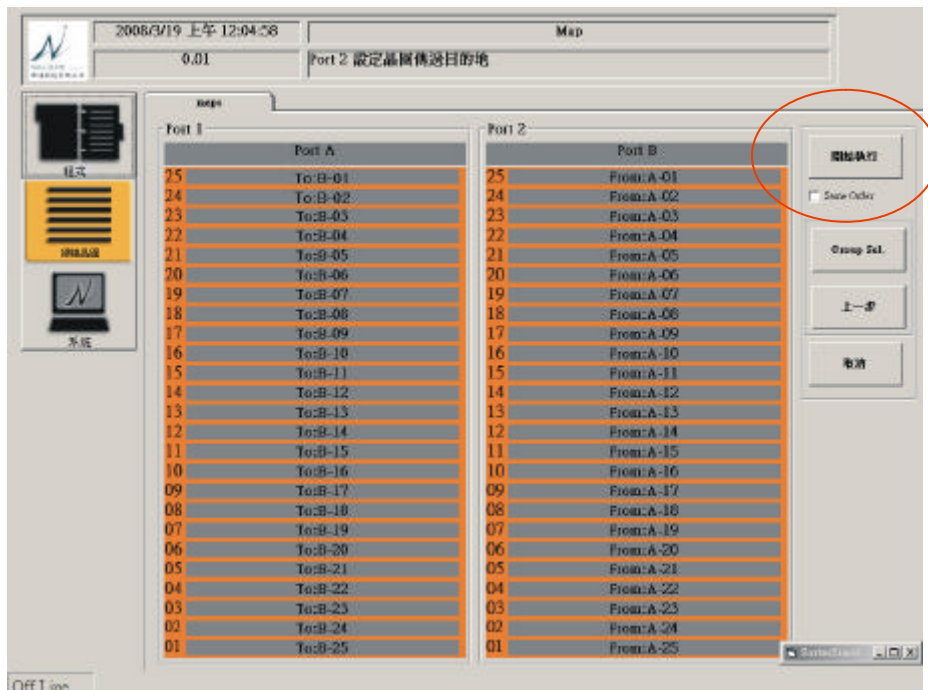 2008/3/19 上午 12:04:58
Map
0.01
Port 2 設定晶圓傳送目的地
maps
程式
系統
Port 1
Port A
25 To:B-01
24 To:B-02
23 To:B-03
22 To:B-04
21 To:B-05
20 To:B-06
19 To:B-07
18 To:B-08
17 To:B-09
16 To:B-10
15 To:B-11
14 To:B-12
13 To:B-13
12 To:B-14
11 To:B-15
10 To:B-16
09 To:B-17
08 To:B-18
07 To:B-19
06 To:B-20
05 To:B-21
04 To:B-22
03 To:B-23
02 To:B-24
01 To:B-25
Port 2
Port B
25 From:A-01
24 From:A-02
23 From:A-03
22 From:A-04
21 From:A-05
20 From:A-06
19 From:A-07
18 From:A-08
17 From:A-09
16 From:A-10
15 From:A-11
14 From:A-12
13 From:A-13
12 From:A-14
11 From:A-15
10 From:A-16
09 From:A-17
08 From:A-18
07 From:A-19
06 From:A-20
05 From:A-21
04 From:A-22
03 From:A-23
02 From:A-24
01 From:A-25
開始執行
Same Order
Group Sel.
上一步
取消
Off Line